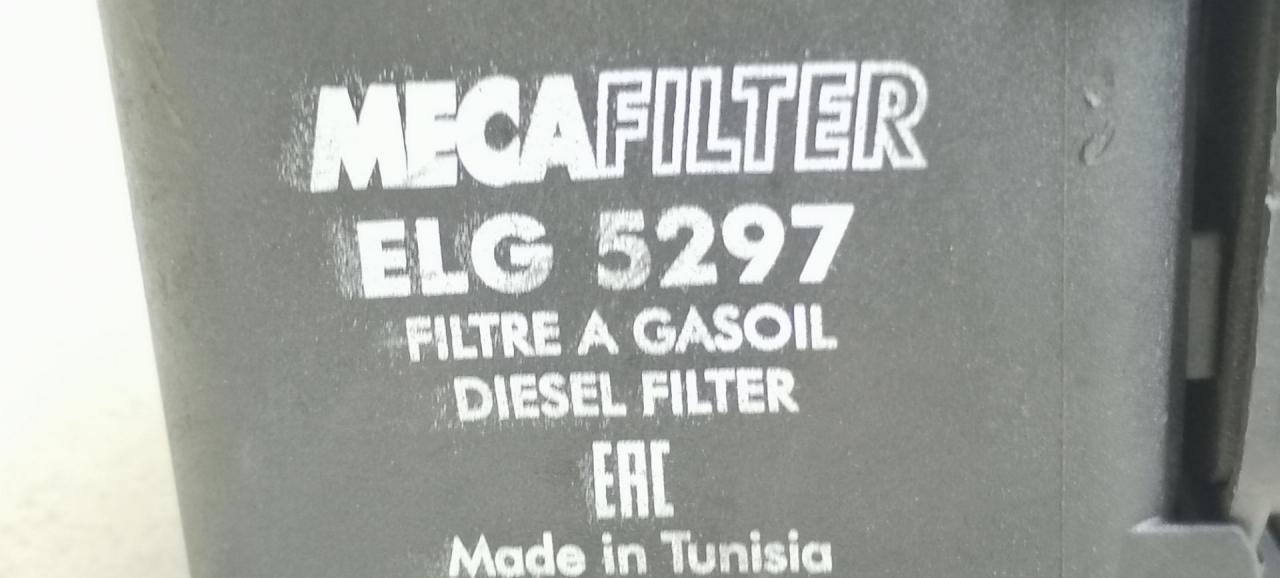 MECAFILTER
ELG 5297
FILTRE A GASOIL
DIESEL FILTER
EAC
Made in Tunisia